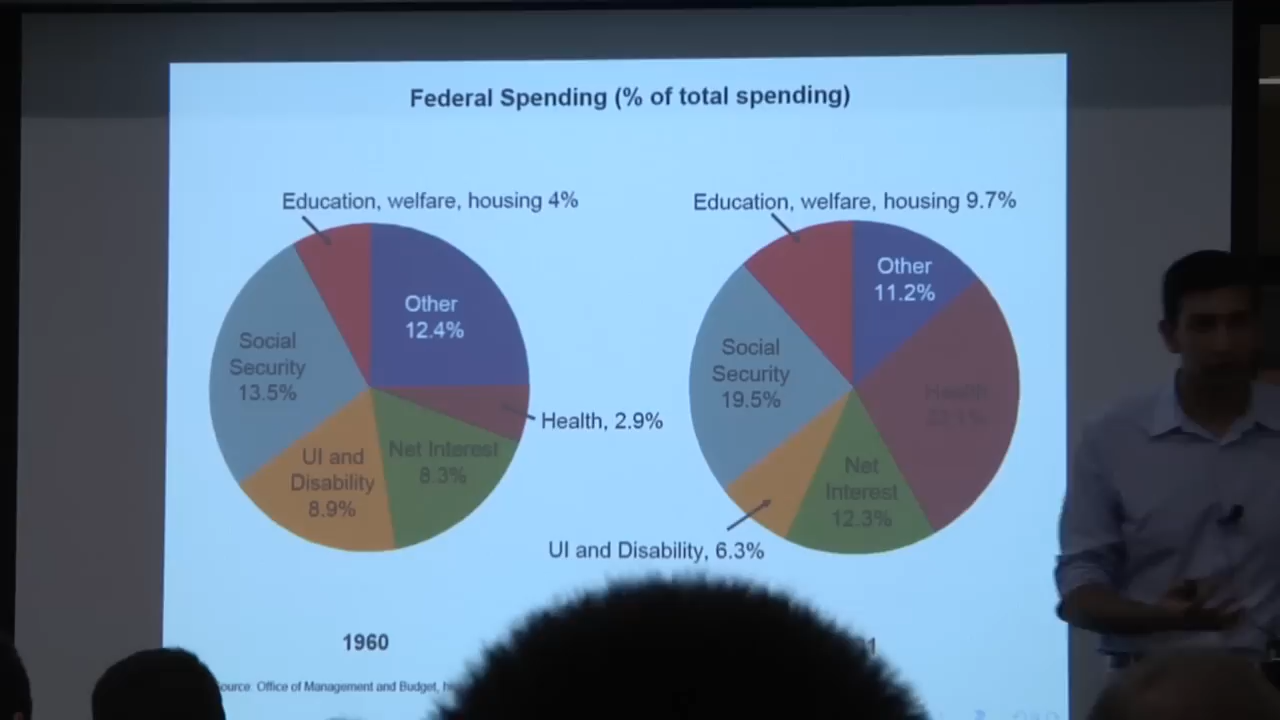 Federal Spending (% of total spending)
Education, welfare, housing 4%
Other
12.4%
Social
Security
13.5%
Health, 2.9%
Net Interest
8.3%
UI and
Disability
8.9%
1960
Education, welfare, housing 9.7%
Other
11.2%
Social
Security
19.5%
Health
Net
Interest
12.3%
UI and Disability, 6.3%
Office of Management and Budget,